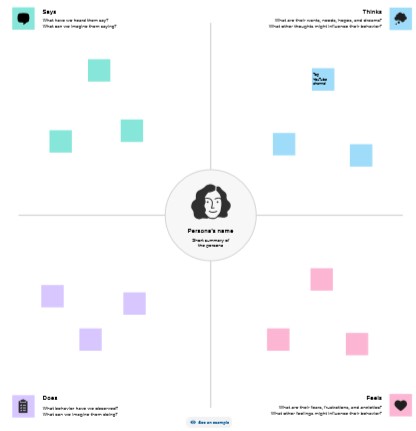 Says
What have we heard them say?
What can we imagine them saying?
Thinks
What are their wants, needs, hopes, and dreams?
What other thoughts might influence their behavior?
YouTube
channel
Persona's name
Short summary of
the persona
Does
What behavior have we observed?
What can we imagine them doing?
Feels
What are their fears, frustrations, and anxieties?
What other feelings might influence their behavior?
See an example